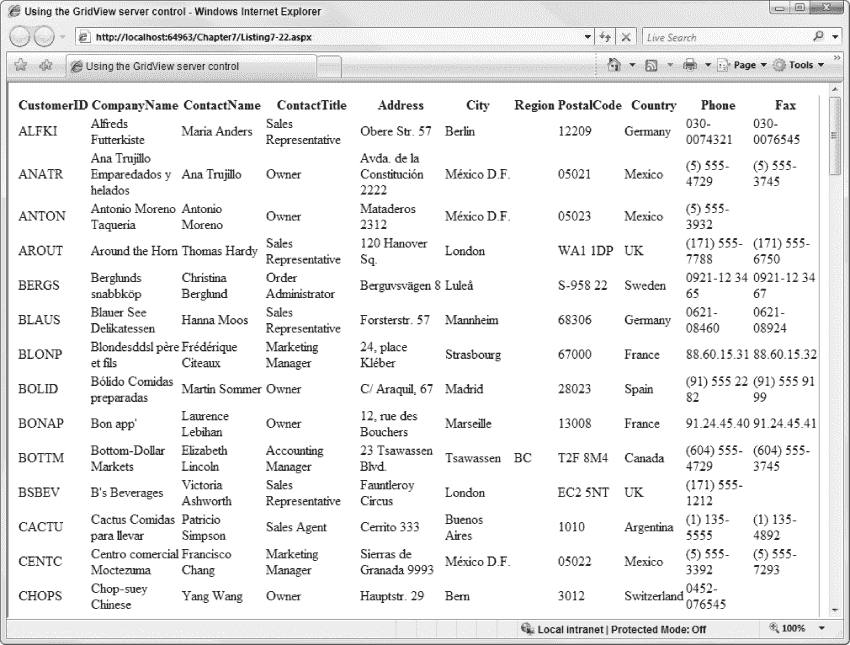 Using the GridView server control - Windows Internet Explorer
http://localhost:64963/Chapter7/Listing7-22.aspx
Live Search
Using the GridView server control
Page
Tools
CustomerID CompanyName ContactName ContactTitle Address City Region PostalCode Country Phone Fax
ALFKI Alfreds Futterkiste Maria Anders Sales Representative Obere Str. 57 Berlin 12209 Germany 030-0074321 030-0076545
ANATR Ana Trujillo Emparedados y helados Ana Trujillo Owner Avda. de la Constitución 2222 México D.F. 05021 Mexico (5) 555-4729 (5) 555-3745
ANTON Antonio Moreno Taqueria Antonio Moreno Owner Mataderos 2312 México D.F. 05023 Mexico (5) 555-3932
AROUT Around the Horn Thomas Hardy Sales Representative 120 Hanover Sq. London WA1 1DP UK (171) 555-7788 (171) 555-6750
BERGS Berglunds snabbköp Christina Berglund Order Administrator Berguvsvägen 8 Luleå S-958 22 Sweden 0921-12 34 65 0921-12 34 67
BLAUS Blauer See Delikatessen Hanna Moos Sales Representative Forsterstr. 57 Mannheim 68306 Germany 0621-08460 0621-08924
BLONP Blondesddsl père et fils Frédérique Citeaux Marketing Manager 24, place Kléber Strasbourg 67000 France 88.60.15.31 88.60.15.32
BOLID Bólido Comidas preparadas Martin Sommer Owner C/ Araquil, 67 Madrid 28023 Spain (91) 555 22 82 (91) 555 91 99
BONAP Bon app' Laurence Lebihan Owner 12, rue des Bouchers Marseille 13008 France 91.24.45.40 91.24.45.41
BOTTM Bottom-Dollar Markets Elizabeth Lincoln Accounting Manager 23 Tsawassen Blvd. Tsawassen BC T2F 8M4 Canada (604) 555-4729 (604) 555-3745
BSBEV B's Beverages Victoria Ashworth Sales Representative Fauntleroy Circus London EC2 5NT UK (171) 555-1212
CACTU Cactus Comidas para llevar Patricio Simpson Sales Agent Cerrito 333 Buenos Aires 1010 Argentina (1) 135-5555 (1) 135-4892
CENTC Centro comercial Moctezuma Francisco Chang Marketing Manager Sierras de Granada 9993 México D.F. 05022 Mexico (5) 555-3392 (5) 555-7293
CHOPS Chop-suey Chinese Yang Wang Owner Hauptstr. 29 Bern 3012 Switzerland 0452-076545
Local intranet | Protected Mode: Off
100%